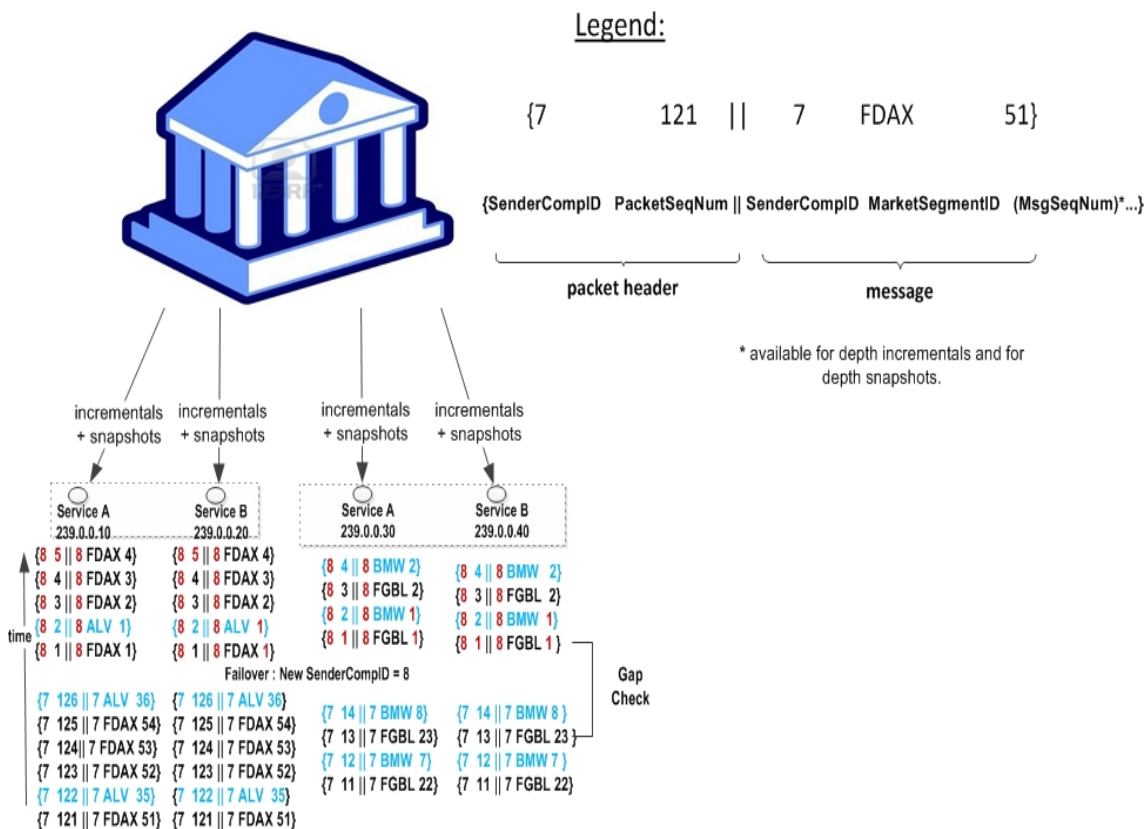 Legend:
{7 121 || 7 FDAX 51}
{SenderCompID PacketSeqNum || SenderCompID MarketSegmentID (MsgSeqNum)*...}
packet header
message
* available for depth incrementals and for
depth snapshots.
incrementals
+ snapshots
incrementals
+ snapshots
incrementals
+ snapshots
incrementals
+ snapshots
Service A
239.0.0.10
Service B
239.0.0.20
Service A
239.0.0.30
Service B
239.0.0.40
time
{8 5 || 8 FDAX 4}
{8 4 || 8 FDAX 3}
{8 3 || 8 FDAX 2}
{8 2 || 8 ALV 1}
{8 1 || 8 FDAX 1}
{8 5 || 8 FDAX 4}
{8 4 || 8 FDAX 3}
{8 3 || 8 FDAX 2}
{8 2 || 8 ALV 1}
{8 1 || 8 FDAX 1}
{8 4 || 8 BMW 2}
{8 3 || 8 FGBL 2}
{8 2 || 8 BMW 1}
{8 1 || 8 FGBL 1}
{8 4 || 8 BMW 2}
{8 3 || 8 FGBL 2}
{8 2 || 8 BMW 1}
{8 1 || 8 FGBL 1 }
Failover : New SenderCompID = 8
Gap
Check
{7 126 || 7 ALV 36}
{7 125 || 7 FDAX 54}
{7 124|| 7 FDAX 53}
{7 123 || 7 FDAX 52}
{7 122 || 7 ALV 35}
{7 121 || 7 FDAX 51}
{7 126 || 7 ALV 36}
{7 125 || 7 FDAX 54}
{7 124 || 7 FDAX 53}
{7 123 || 7 FDAX 52}
{7 122 || 7 ALV 35}
{7 121 || 7 FDAX 51}
{7 14 || 7 BMW 8}
{7 13 || 7 FGBL 23}
{7 12 || 7 BMW 7}
{7 11 || 7 FGBL 22}
{7 14 || 7 BMW 8 }
{7 13 || 7 FGBL 23 }
{7 12 || 7 BMW 7 }
{7 11 || 7 FGBL 22}